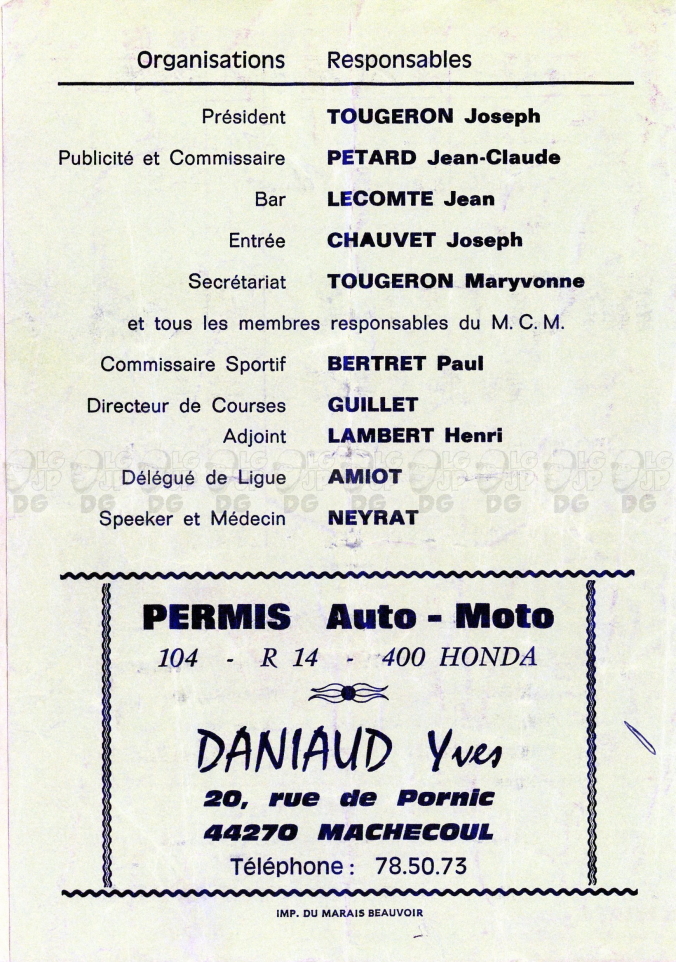 Organisations Responsables
Président TOUGERON Joseph
Publicité et Commissaire PETARD Jean-Claude
Bar LECOMTE Jean
Entrée CHAUVET Joseph
Secrétariat TOUGERON Maryvonne
et tous les membres responsables du M. C. M.
Commissaire Sportif BERTRET Paul
Directeur de Courses GUILLET
Adjoint LAMBERT Henri
Délégué de Ligue AMIOT
Speeker et Médecin NEYRAT
PERMIS Auto - Moto
104 - R 14 - 400 HONDA
DANIAUD Yves
20, rue de Pornic
44270 MACHECOUL
Téléphone : 78.50.73
IMP. DU MARAIS BEAUVOIR